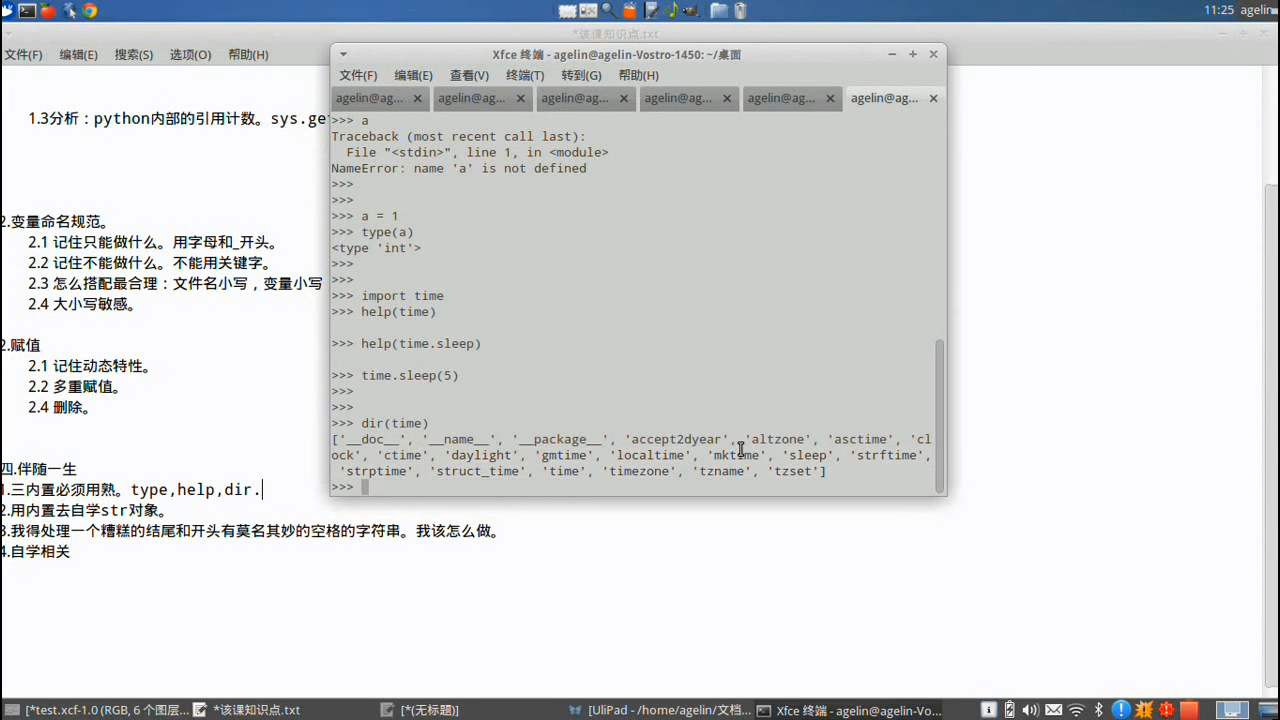 11:25 agelin
*该课知识点.txt
文件(F) 编辑(E) 搜索(S) 选项(O) 帮助(H)
1.3分析：python内部的引用计数。sys.ge
2.变量命名规范。
2.1 记住只能做什么。用字母和_开头。
2.2 记住不能做什么。不能用关键字。
2.3 怎么搭配最合理：文件名小写，变量小写
2.4 大小写敏感。
2.赋值
2.1 记住动态特性。
2.2 多重赋值。
2.4 删除。
四.伴随一生
1.三内置必须用熟。type,help,dir.
2.用内置去自学str对象。
3.我得处理一个糟糕的结尾和开头有莫名其妙的空格的字符串。我该怎么做。
4.自学相关
Xfce 终端 - agelin@agelin-Vostro-1450: ~/桌面
文件(F) 编辑(E) 查看(V) 终端(T) 转到(G) 帮助(H)
agelin@ag... agelin@ag... agelin@ag... agelin@ag... agelin@ag... agelin@ag...
>>> a
Traceback (most recent call last):
  File "<stdin>", line 1, in <module>
NameError: name 'a' is not defined
>>>
>>>
>>> a = 1
>>> type(a)
<type 'int'>
>>>
>>>
>>> import time
>>> help(time)
>>> help(time.sleep)
>>> time.sleep(5)
>>>
>>>
>>> dir(time)
['__doc__', '__name__', '__package__', 'accept2dyear', 'altzone', 'asctime', 'cl
ock', 'ctime', 'daylight', 'gmtime', 'localtime', 'mktime', 'sleep', 'strftime',
'strptime', 'struct_time', 'time', 'timezone', 'tzname', 'tzset']
>>>
[*test.xcf-1.0 (RGB, 6 个图层... *该课知识点.txt [*(无标题)] [UliPad - /home/agelin/文档... Xfce 终端 - agelin@agelin-Vo...